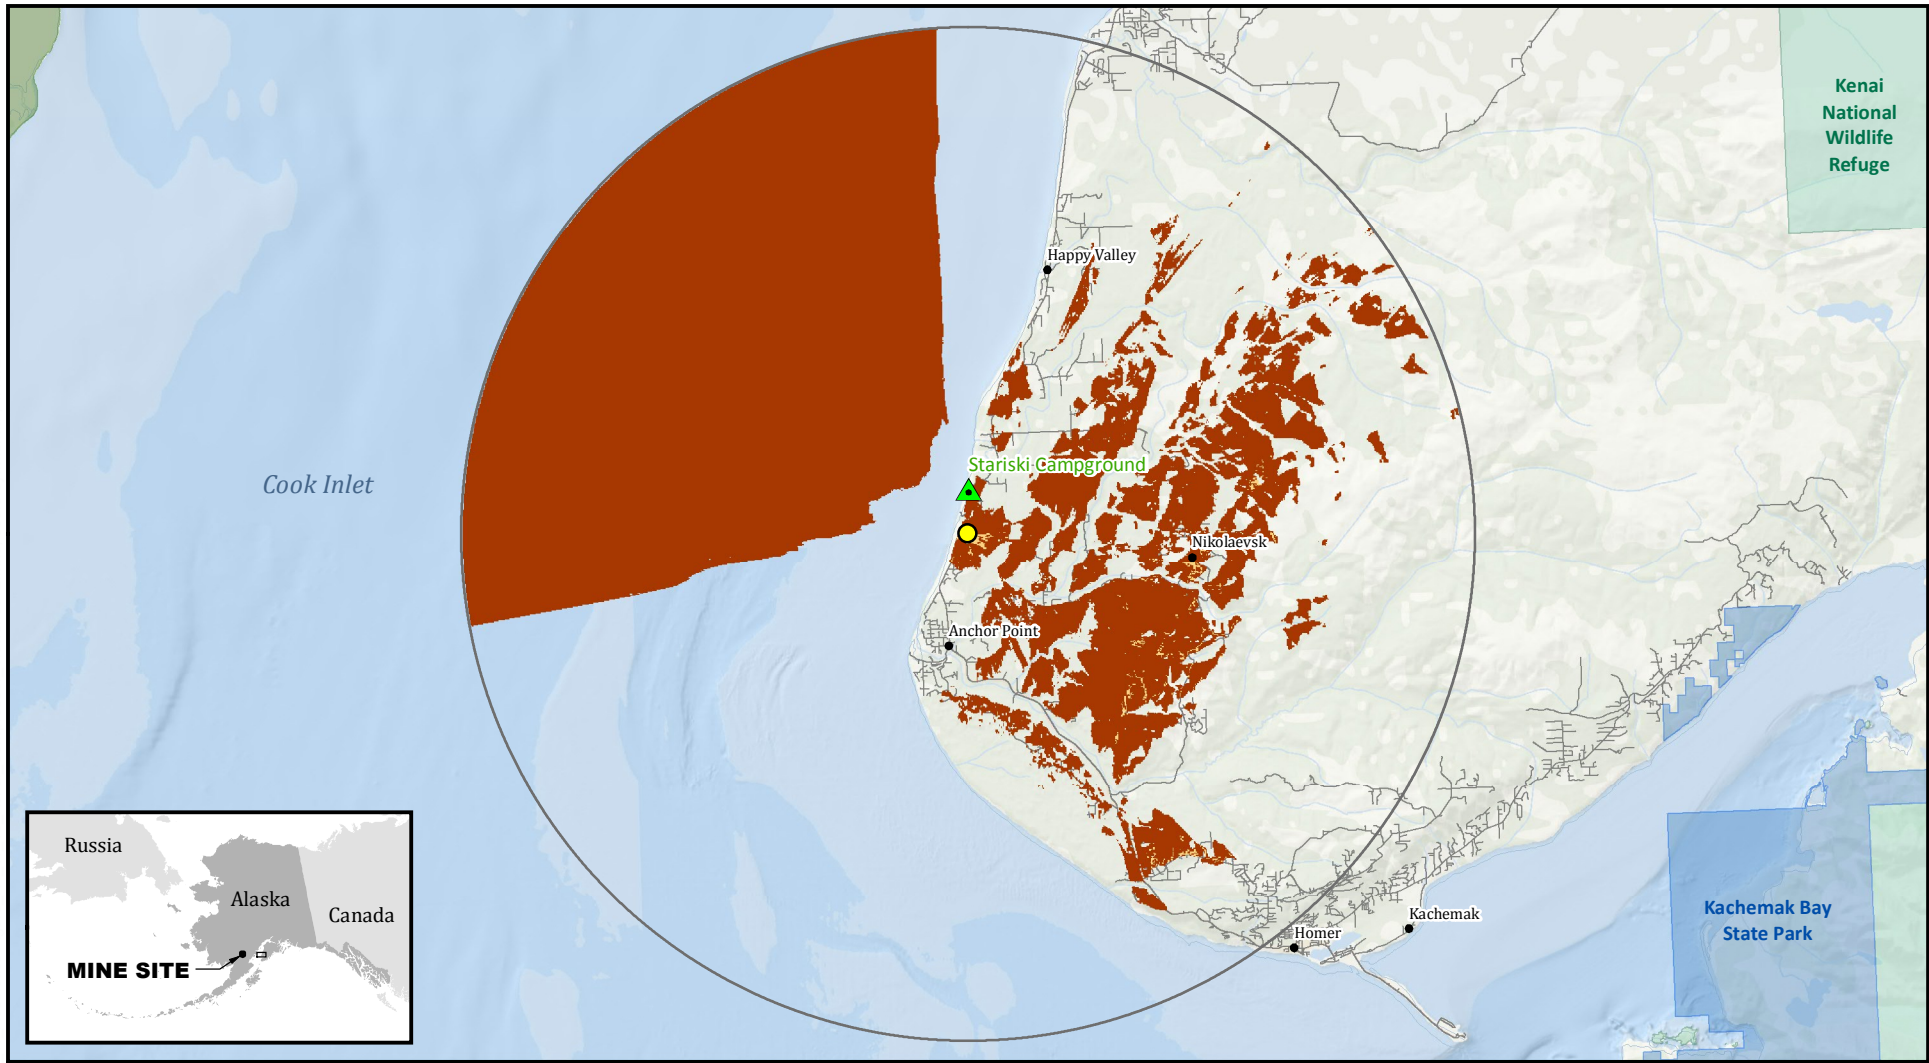 Kenai
National
Wildlife
Refuge
Happy Valley
Stariski Campground
Cook Inlet
Nikolaevsk
Anchor Point
Russia
Alaska
Canada
MINE SITE
Kachemak
Homer
Kachemak Bay
State Park